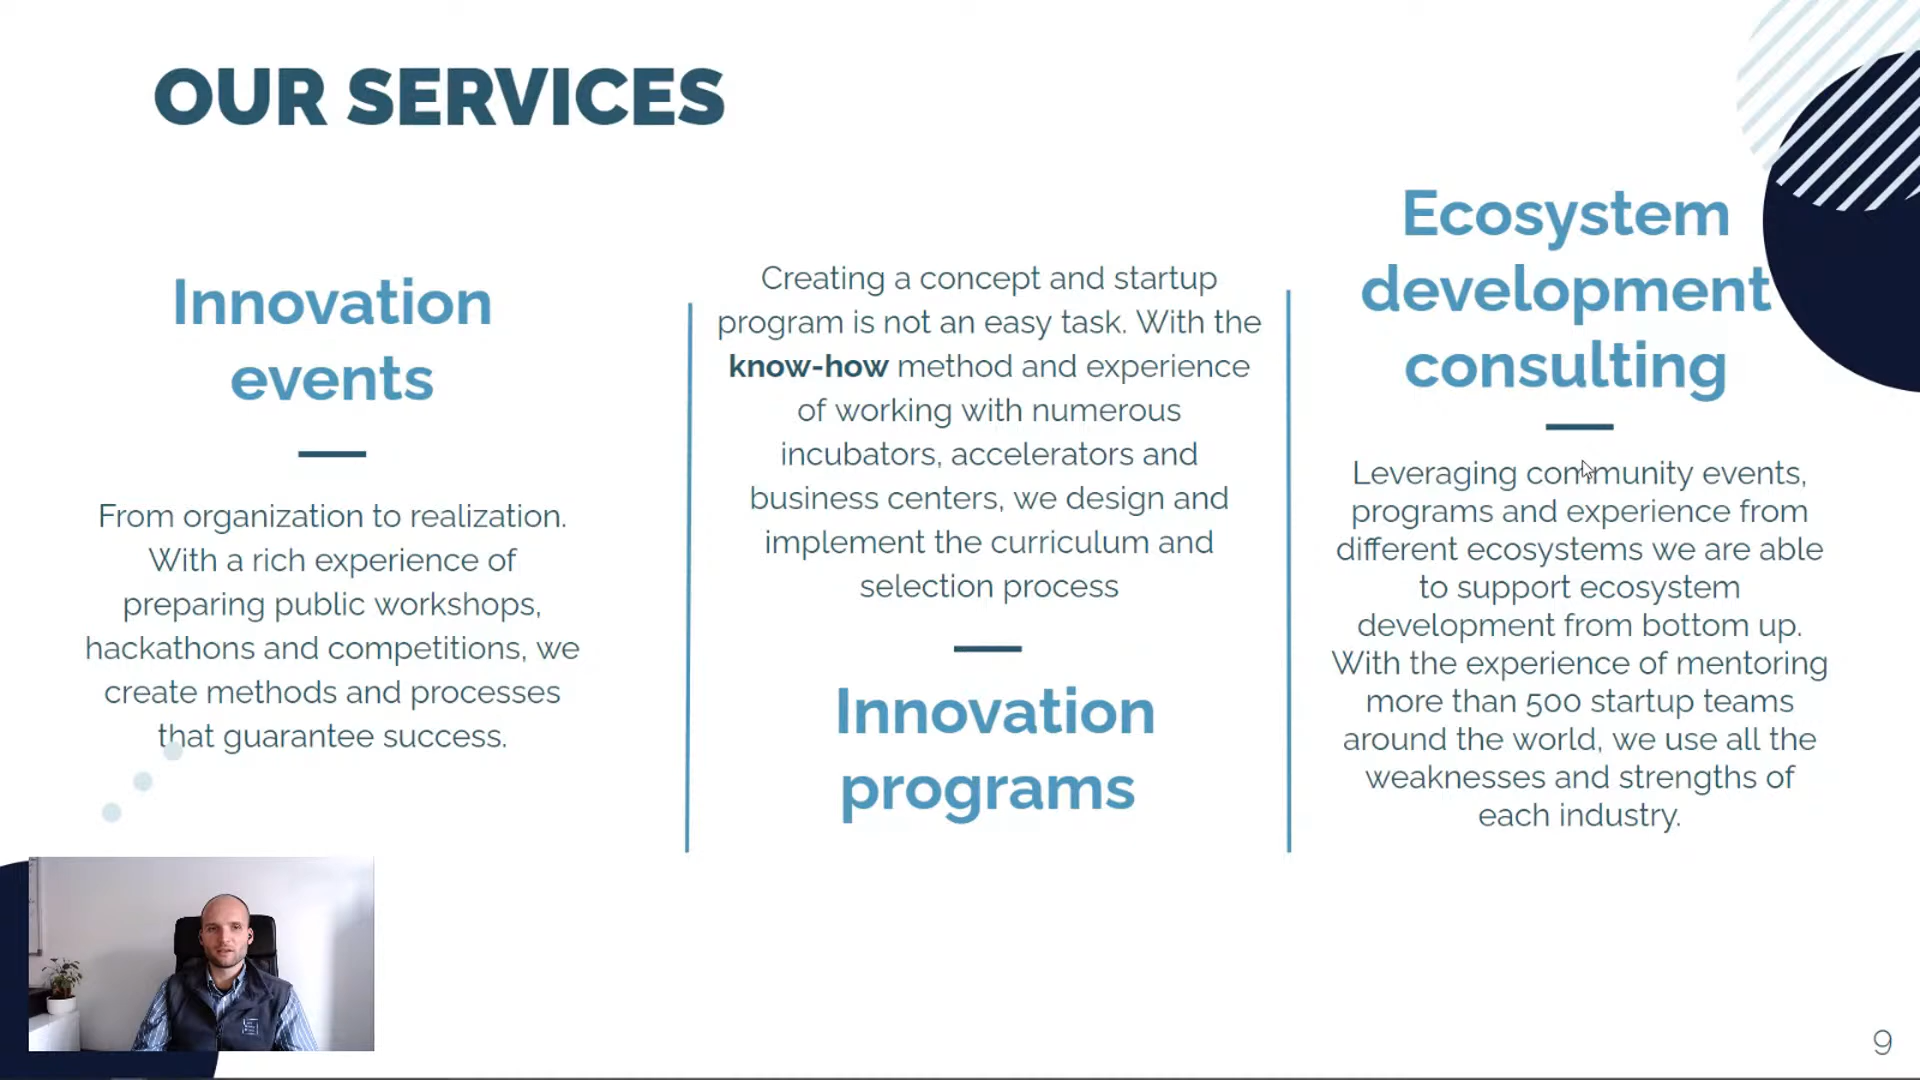 OUR SERVICES
Innovation
events
From organization to realization.
With a rich experience of
preparing public workshops,
hackathons and competitions, we
create methods and processes
that guarantee success.
Creating a concept and startup
program is not an easy task. With the
know-how method and experience
of working with numerous
incubators, accelerators and
business centers, we design and
implement the curriculum and
selection process
Innovation
programs
Ecosystem
development
consulting
Leveraging community events,
programs and experience from
different ecosystems we are able
to support ecosystem
development from bottom up.
With the experience of mentoring
more than 500 startup teams
around the world, we use all the
weaknesses and strengths of
each industry.
9